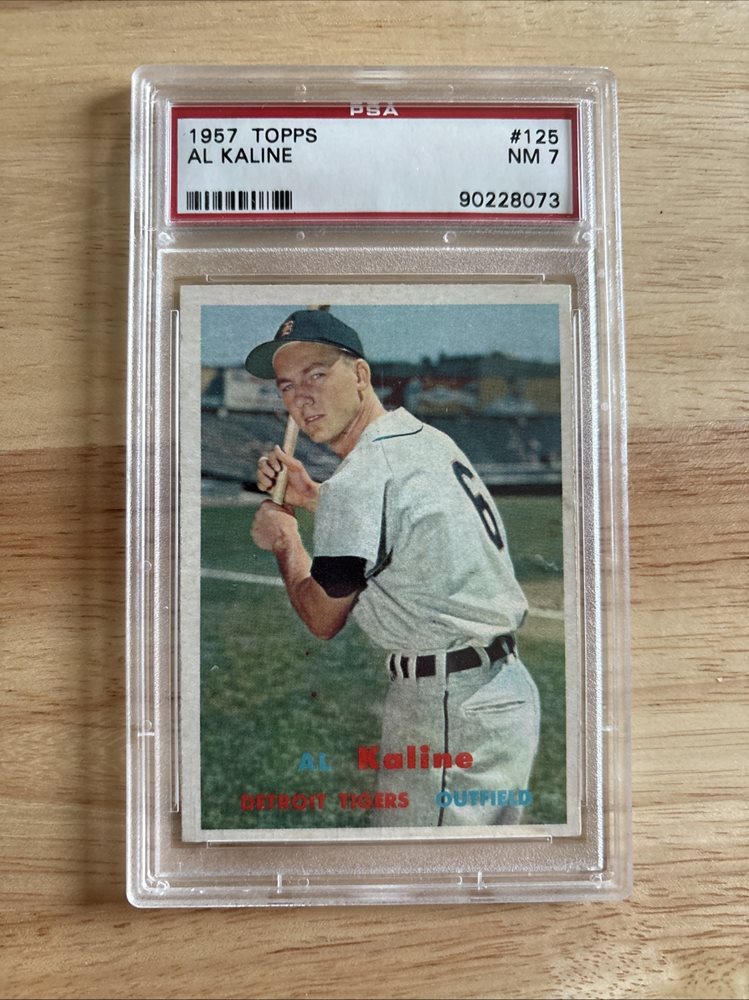 PSA
1957 TOPPS #125
AL KALINE NM 7
90228073
6
AL Kaline
DETROIT TIGERS OUTFIELD